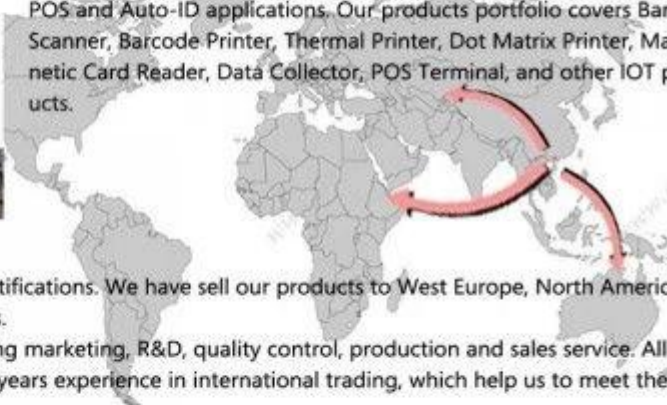 POS and Auto-ID applications. Our products portfolio covers Bar
Scanner, Barcode Printer, Thermal Printer, Dot Matrix Printer, Ma
netic Card Reader, Data Collector, POS Terminal, and other IOT p
ucts.
tifications. We have sell our products to West Europe, North Americ
s.
ng marketing, R&D, quality control, production and sales service. All
years experience in international trading, which help us to meet the